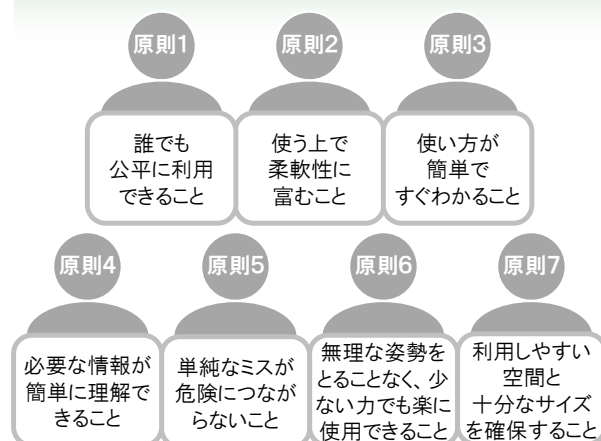 原則1
誰でも
公平に利用
できること
原則2
使う上で
柔軟性に
富むこと
原則3
使い方が
簡単で
すぐわかること
原則4
必要な情報が
簡単に理解で
きること
原則5
単純なミスが
危険につなが
らないこと
原則6
無理な姿勢を
とることなく、少
ない力でも楽に
使用できること
原則7
利用しやすい
空間と
十分なサイズ
を確保すること